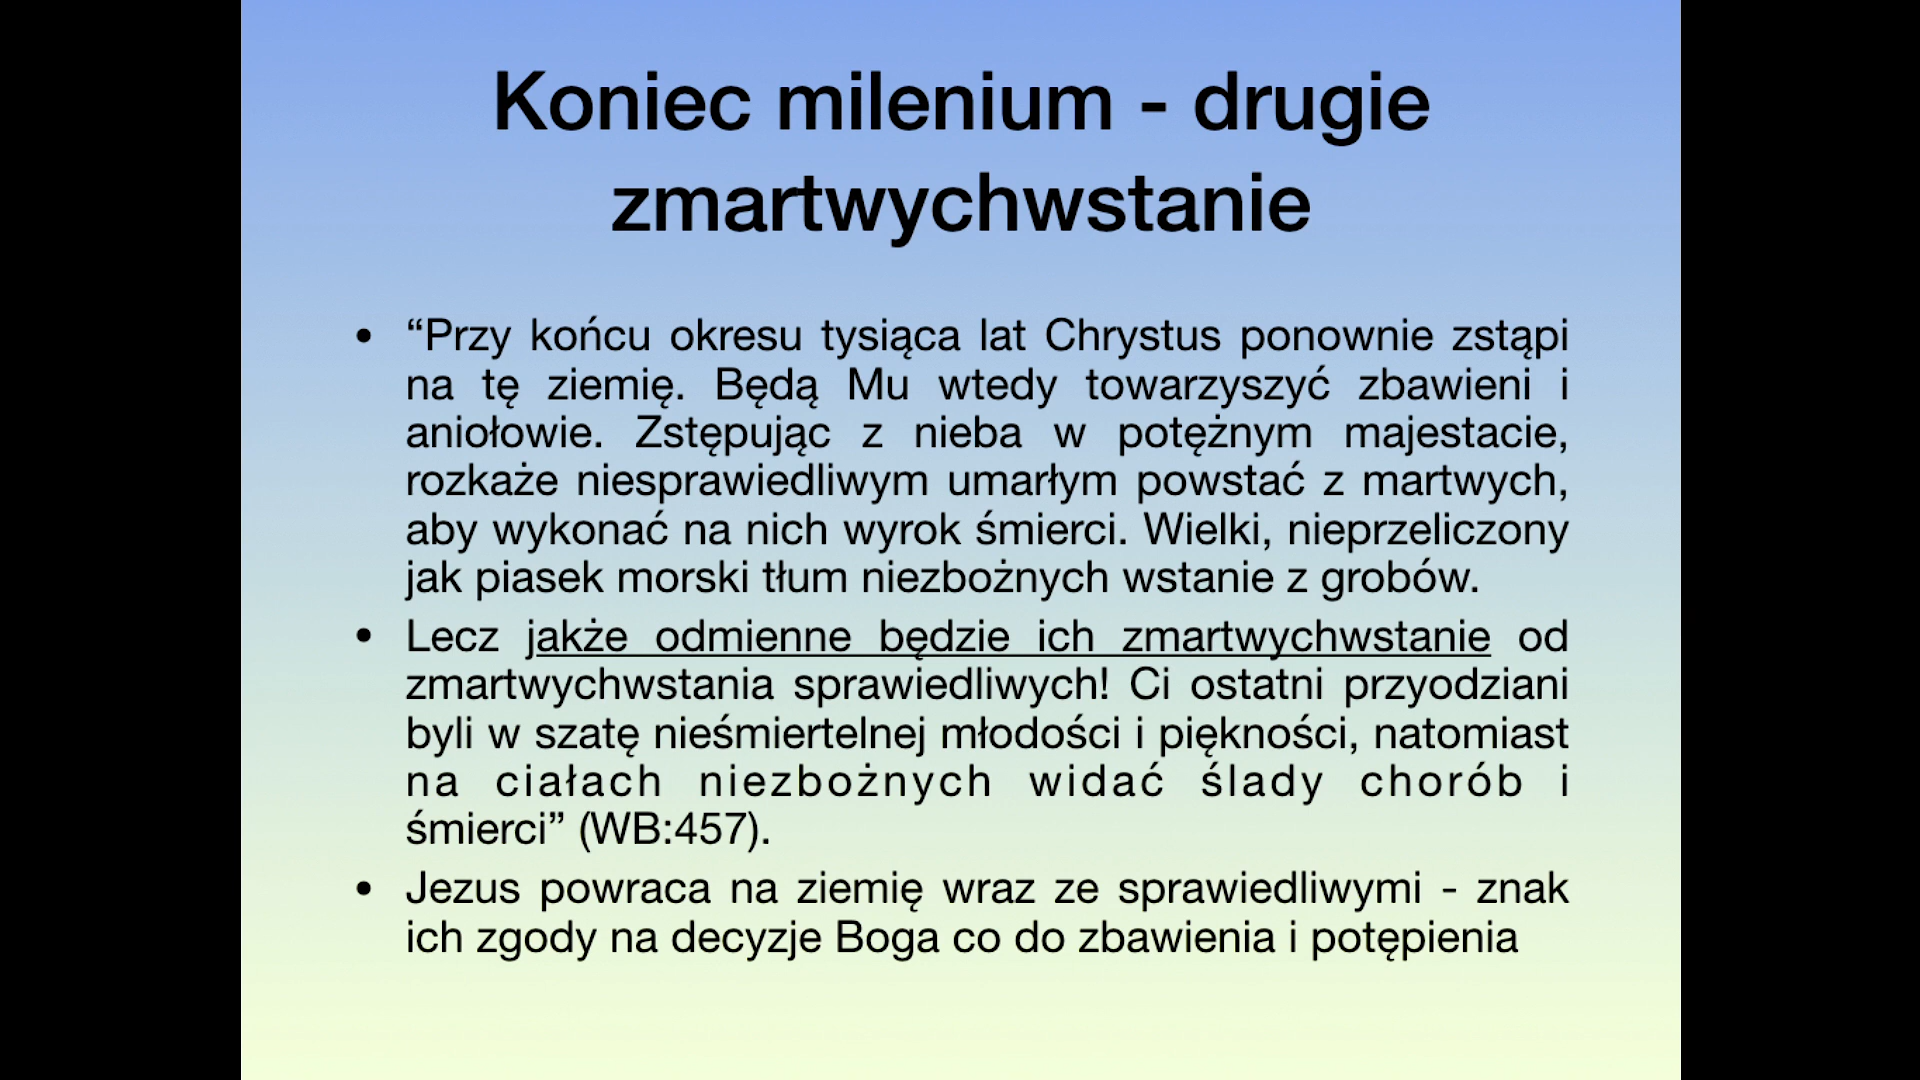 Koniec milenium - drugie
zmartwychwstanie
• “Przy końcu okresu tysiąca lat Chrystus ponownie zstąpi
na tę ziemię. Będą Mu wtedy towarzyszyć zbawieni i
aniołowie. Zstępując z nieba w potężnym majestacie,
rozkaże niesprawiedliwym umarłym powstać z martwych,
aby wykonać na nich wyrok śmierci. Wielki, nieprzeliczony
jak piasek morski tłum niezbożnych wstanie z grobów.
• Lecz jakże odmienne będzie ich zmartwychwstanie od
zmartwychwstania sprawiedliwych! Ci ostatni przyodziani
byli w szatę nieśmiertelnej młodości i piękności, natomiast
na ciałach niezbożnych widać ślady chorób i
śmierci” (WB:457).
• Jezus powraca na ziemię wraz ze sprawiedliwymi - znak
ich zgody na decyzje Boga co do zbawienia i potępienia